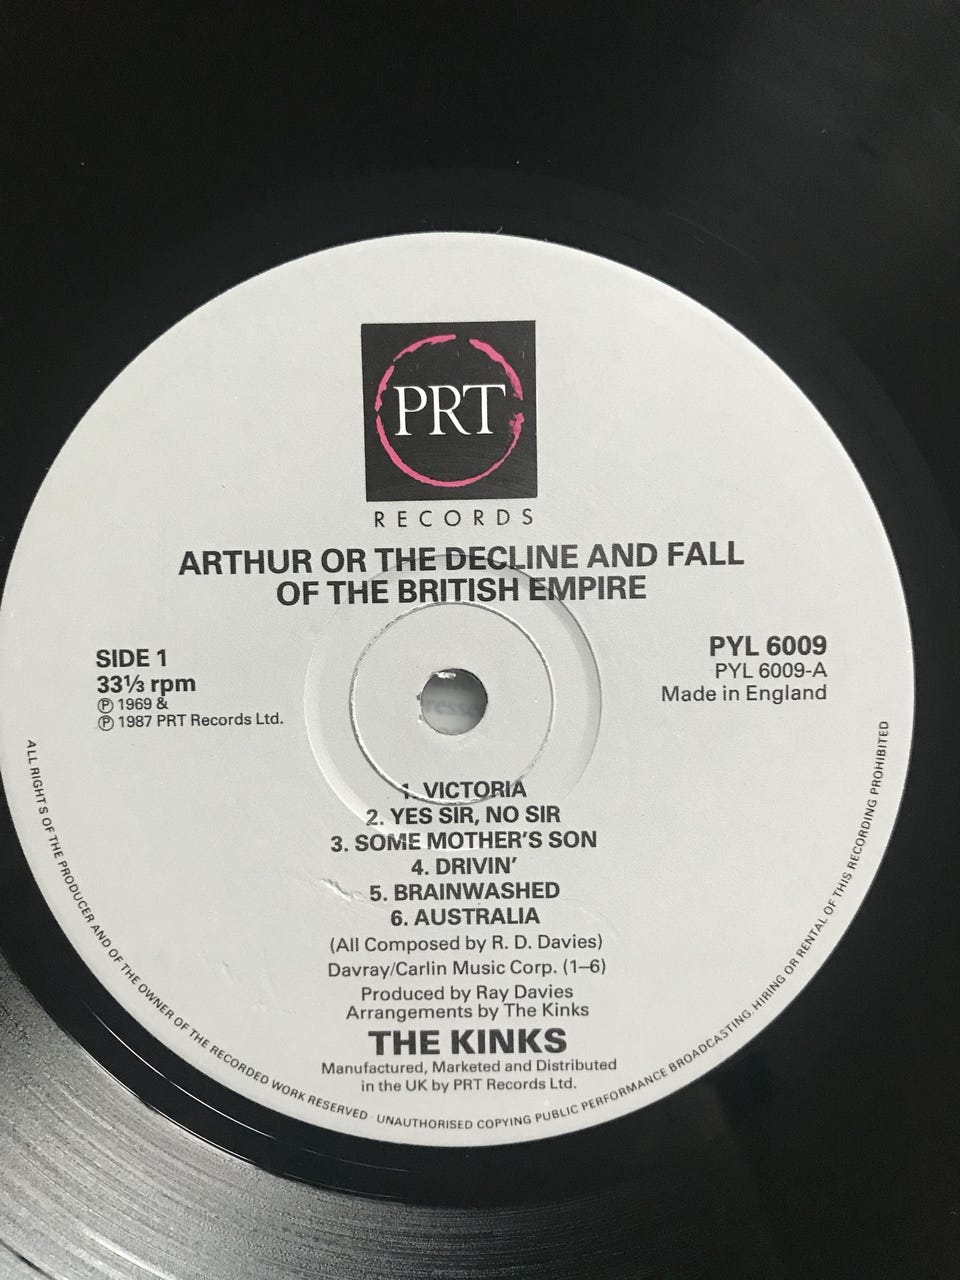 PRT
RECORDS
ARTHUR OR THE DECLINE AND FALL
OF THE BRITISH EMPIRE
SIDE 1
33⅓ rpm
℗ 1969 &
℗ 1987 PRT Records Ltd.
PYL 6009
PYL 6009-A
Made in England
1. VICTORIA
2. YES SIR, NO SIR
3. SOME MOTHER'S SON
4. DRIVIN'
5. BRAINWASHED
6. AUSTRALIA
(All Composed by R. D. Davies)
Davray/Carlin Music Corp. (1–6)
Produced by Ray Davies
Arrangements by The Kinks
THE KINKS
Manufactured, Marketed and Distributed
in the UK by PRT Records Ltd.
ALL RIGHTS OF THE PRODUCER AND OF THE OWNER OF THE RECORDED WORK RESERVED · UNAUTHORISED COPYING PUBLIC PERFORMANCE BROADCASTING. HIRING OR RENTAL OF THIS RECORDING PROHIBITED